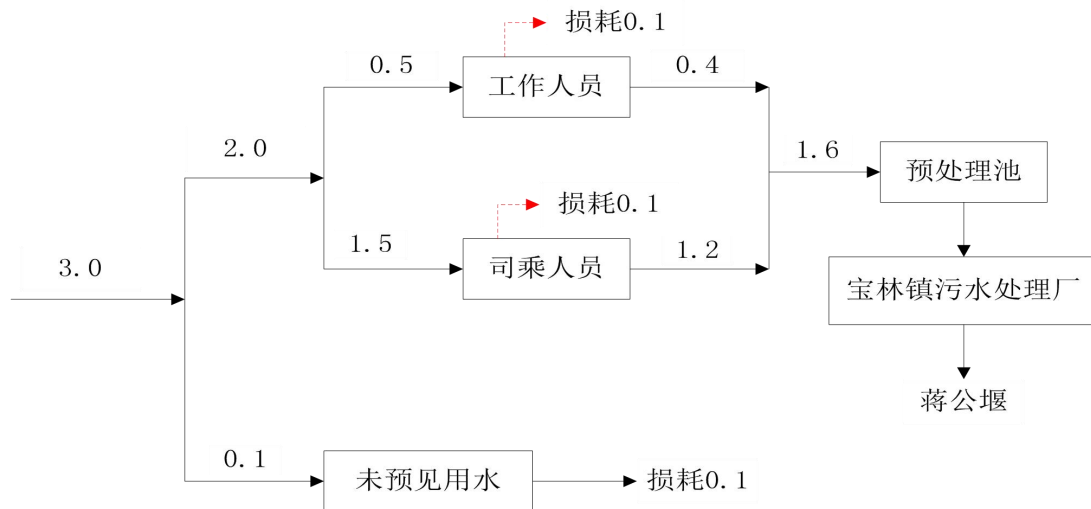 损耗0.1
0.5
工作人员
0.4
2.0
1.6
预处理池
损耗0.1
1.5
司乘人员
1.2
3.0
宝林镇污水处理厂
蒋公堰
0.1
未预见用水
损耗0.1